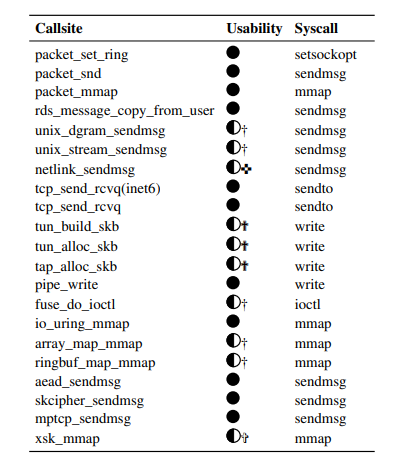 Callsite Usability Syscall
packet_set_ring ● setsockopt
packet_snd ● sendmsg
packet_mmap ● mmap
rds_message_copy_from_user ● sendmsg
unix_dgram_sendmsg ◐† sendmsg
unix_stream_sendmsg ◐† sendmsg
netlink_sendmsg ◐✜ sendmsg
tcp_send_rcvq(inet6) ● sendto
tcp_send_rcvq ● sendto
tun_build_skb ◐✝ write
tun_alloc_skb ◐✝ write
tap_alloc_skb ◐✝ write
pipe_write ● write
fuse_do_ioctl ◐† ioctl
io_uring_mmap ● mmap
array_map_mmap ◐† mmap
ringbuf_map_mmap ◐† mmap
aead_sendmsg ● sendmsg
skcipher_sendmsg ● sendmsg
mptcp_sendmsg ● sendmsg
xsk_mmap ◐✞ mmap